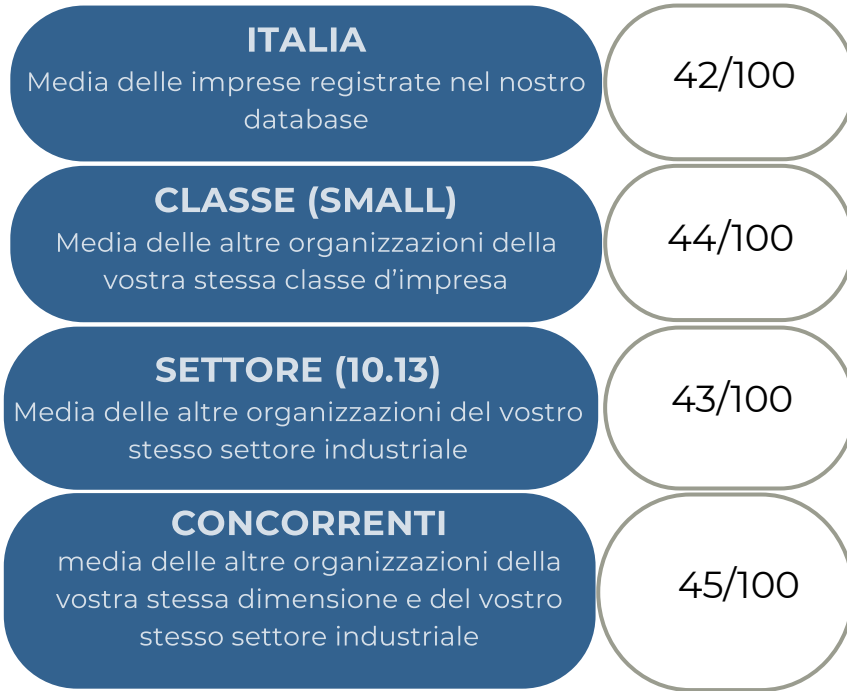 ITALIA
Media delle imprese registrate nel nostro
database
42/100
CLASSE (SMALL)
Media delle altre organizzazioni della
vostra stessa classe d'impresa
44/100
SETTORE (10.13)
Media delle altre organizzazioni del vostro
stesso settore industriale
43/100
CONCORRENTI
media delle altre organizzazioni della
vostra stessa dimensione e del vostro
stesso settore industriale
45/100